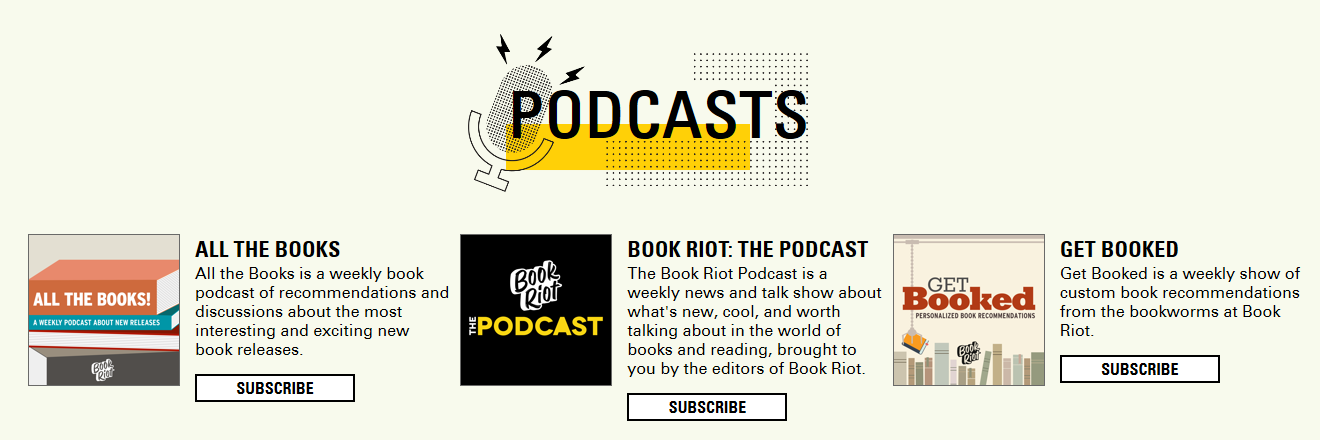 PODCASTS
ALL THE BOOKS!
A WEEKLY PODCAST ABOUT NEW RELEASES
Book
Riot
ALL THE BOOKS
All the Books is a weekly book
podcast of recommendations and
discussions about the most
interesting and exciting new
book releases.
SUBSCRIBE
Book
Riot
THE PODCAST
BOOK RIOT: THE PODCAST
The Book Riot Podcast is a
weekly news and talk show about
what's new, cool, and worth
talking about in the world of
books and reading, brought to
you by the editors of Book Riot.
SUBSCRIBE
GET
Booked
PERSONALIZED BOOK RECOMMENDATIONS
Book
Riot
GET BOOKED
Get Booked is a weekly show of
custom book recommendations
from the bookworms at Book
Riot.
SUBSCRIBE